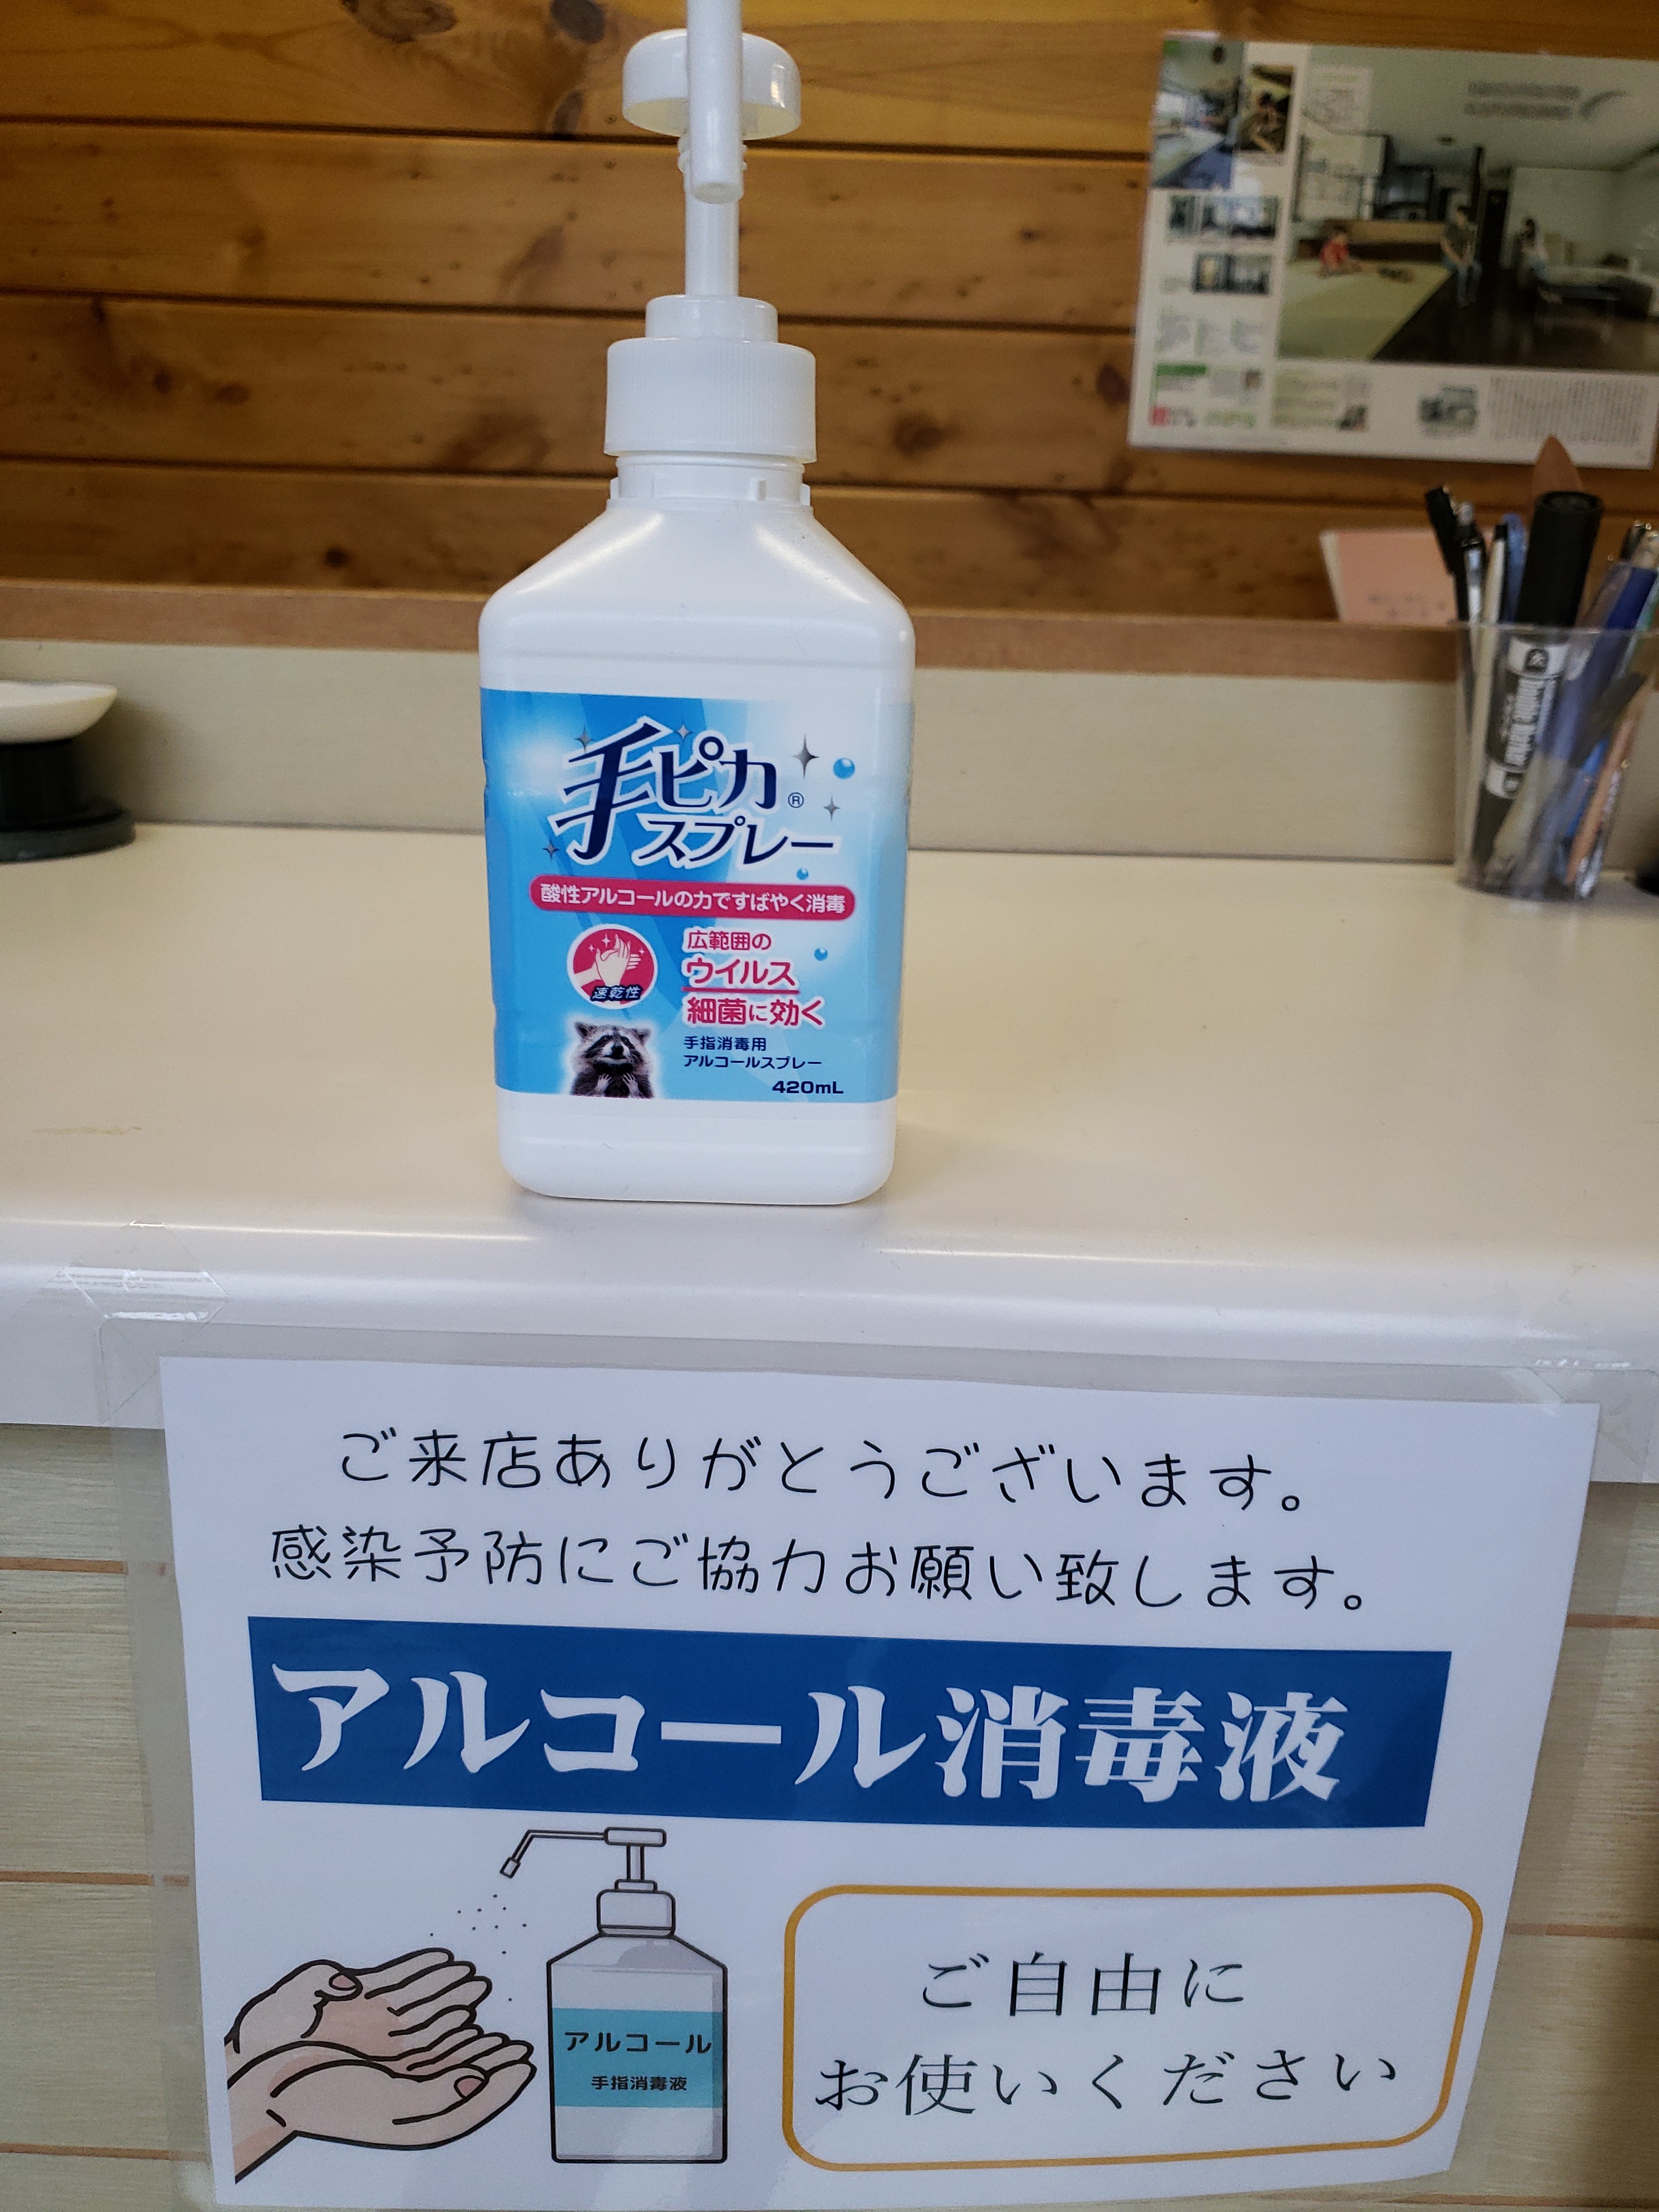 手ピカ®
スプレー
酸性アルコールの力ですばやく消毒
速乾性
広範囲の
ウイルス
細菌に効く
手指消毒用
アルコールスプレー
420mL
ご来店ありがとうございます。
感染予防にご協力お願い致します。
アルコール消毒液
アルコール
手指消毒液
ご自由に
お使いください